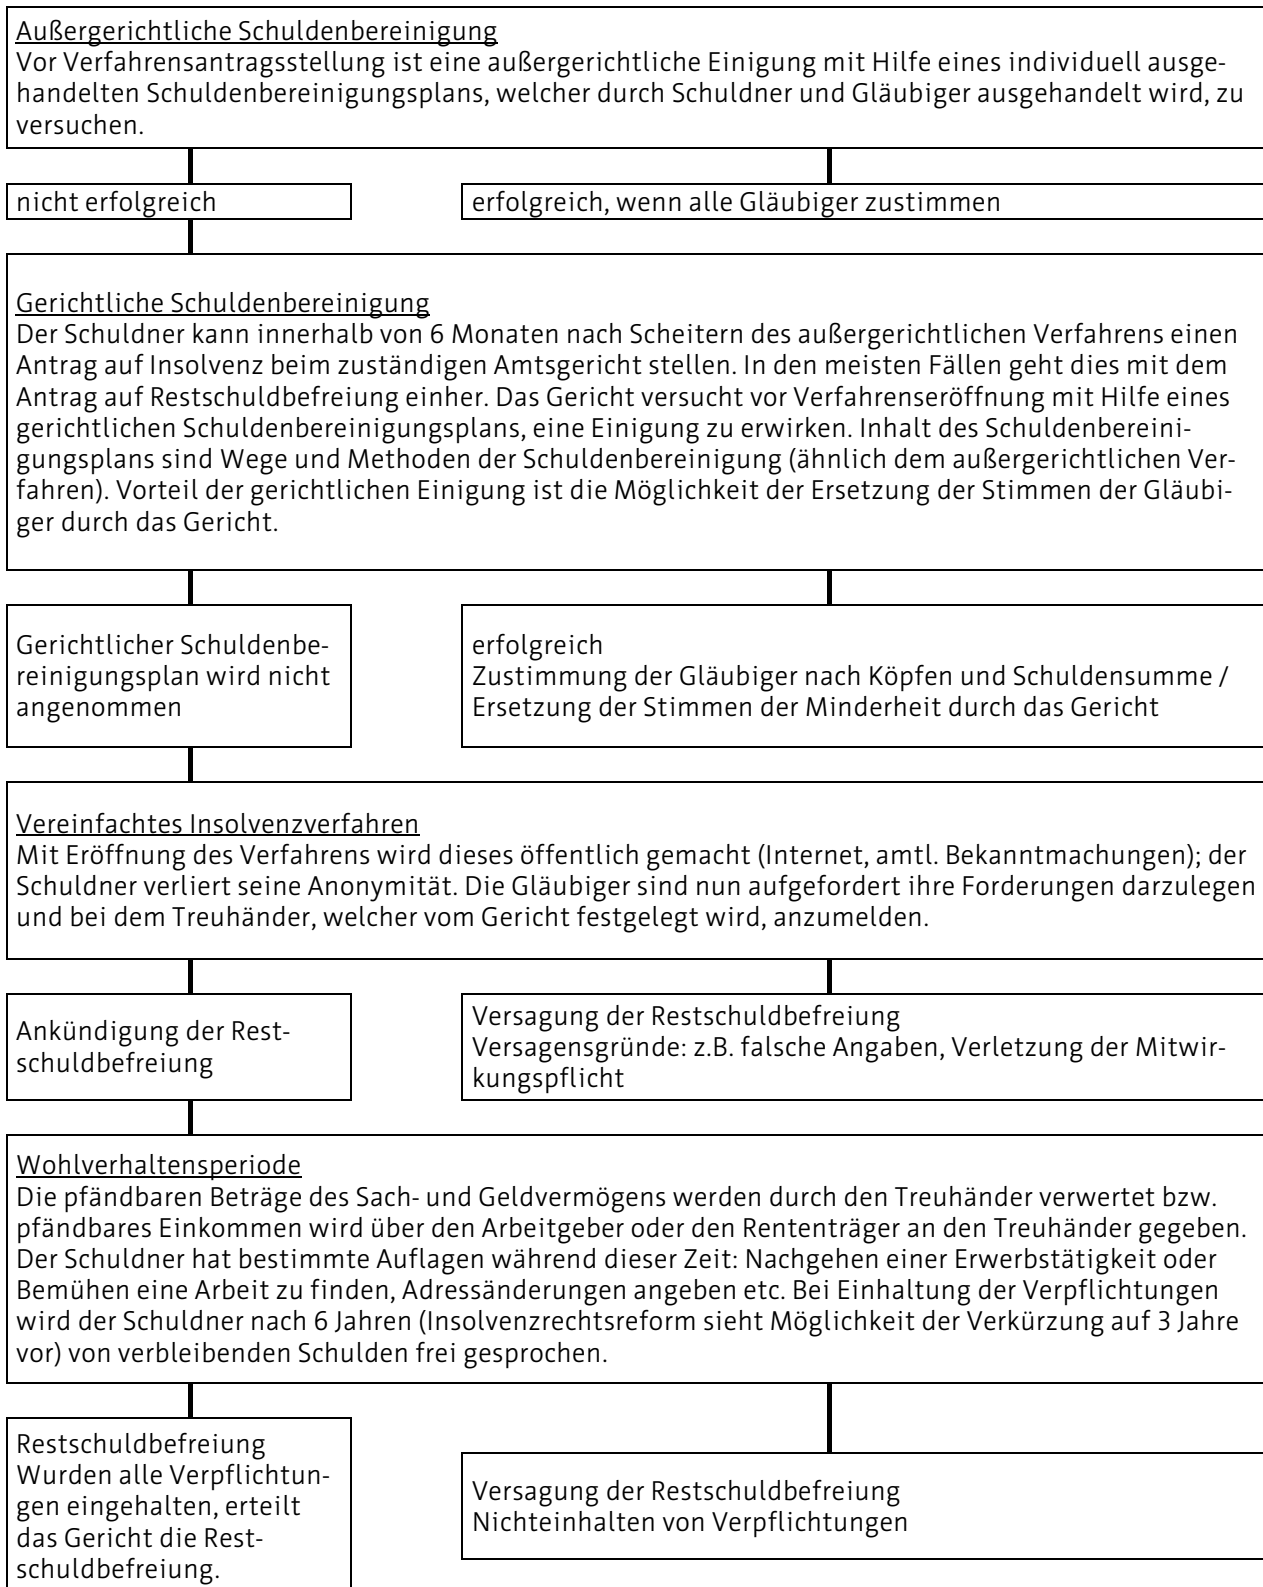 Außergerichtliche Schuldenbereinigung
Vor Verfahrensantragsstellung ist eine außergerichtliche Einigung mit Hilfe eines individuell ausge-
handelten Schuldenbereinigungsplans, welcher durch Schuldner und Gläubiger ausgehandelt wird, zu
versuchen.
nicht erfolgreich
erfolgreich, wenn alle Gläubiger zustimmen
Gerichtliche Schuldenbereinigung
Der Schuldner kann innerhalb von 6 Monaten nach Scheitern des außergerichtlichen Verfahrens einen
Antrag auf Insolvenz beim zuständigen Amtsgericht stellen. In den meisten Fällen geht dies mit dem
Antrag auf Restschuldbefreiung einher. Das Gericht versucht vor Verfahrenseröffnung mit Hilfe eines
gerichtlichen Schuldenbereinigungsplans, eine Einigung zu erwirken. Inhalt des Schuldenbereini-
gungsplans sind Wege und Methoden der Schuldenbereinigung (ähnlich dem außergerichtlichen Ver-
fahren). Vorteil der gerichtlichen Einigung ist die Möglichkeit der Ersetzung der Stimmen der Gläubi-
ger durch das Gericht.
Gerichtlicher Schuldenbe-
reinigungsplan wird nicht
angenommen
erfolgreich
Zustimmung der Gläubiger nach Köpfen und Schuldensumme /
Ersetzung der Stimmen der Minderheit durch das Gericht
Vereinfachtes Insolvenzverfahren
Mit Eröffnung des Verfahrens wird dieses öffentlich gemacht (Internet, amtl. Bekanntmachungen); der
Schuldner verliert seine Anonymität. Die Gläubiger sind nun aufgefordert ihre Forderungen darzulegen
und bei dem Treuhänder, welcher vom Gericht festgelegt wird, anzumelden.
Ankündigung der Rest-
schuldbefreiung
Versagung der Restschuldbefreiung
Versagensgründe: z.B. falsche Angaben, Verletzung der Mitwir-
kungspflicht
Wohlverhaltensperiode
Die pfändbaren Beträge des Sach- und Geldvermögens werden durch den Treuhänder verwertet bzw.
pfändbares Einkommen wird über den Arbeitgeber oder den Rententräger an den Treuhänder gegeben.
Der Schuldner hat bestimmte Auflagen während dieser Zeit: Nachgehen einer Erwerbstätigkeit oder
Bemühen eine Arbeit zu finden, Adressänderungen angeben etc. Bei Einhaltung der Verpflichtungen
wird der Schuldner nach 6 Jahren (Insolvenzrechtsreform sieht Möglichkeit der Verkürzung auf 3 Jahre
vor) von verbleibenden Schulden frei gesprochen.
Restschuldbefreiung
Wurden alle Verpflichtun-
gen eingehalten, erteilt
das Gericht die Rest-
schuldbefreiung.
Versagung der Restschuldbefreiung
Nichteinhalten von Verpflichtungen